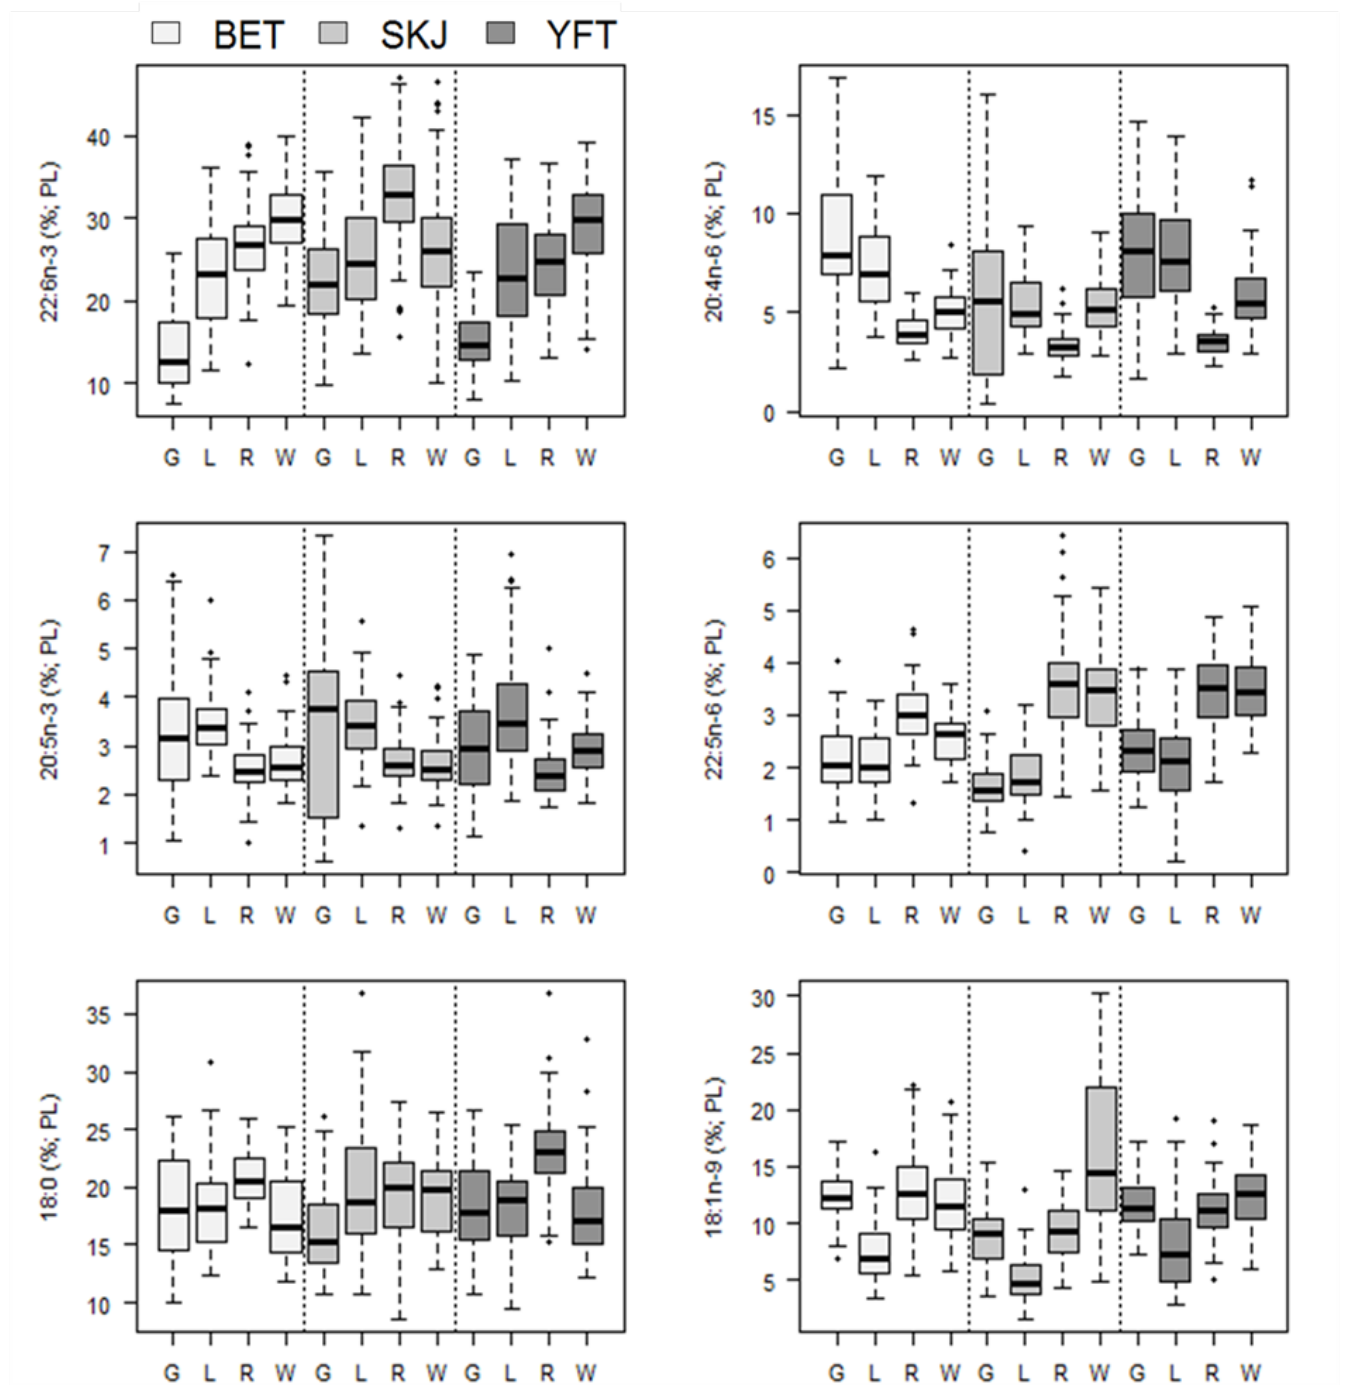 BET SKJ YFT
22:6n-3 (%; PL)
40
30
20
10
G L R W G L R W G L R W
20:4n-6 (%; PL)
15
10
5
0
G L R W G L R W G L R W
20:5n-3 (%; PL)
7
6
5
4
3
2
1
G L R W G L R W G L R W
22:5n-6 (%; PL)
6
5
4
3
2
1
0
G L R W G L R W G L R W
18:0 (%; PL)
35
30
25
20
15
10
G L R W G L R W G L R W
18:1n-9 (%; PL)
30
25
20
15
10
5
G L R W G L R W G L R W